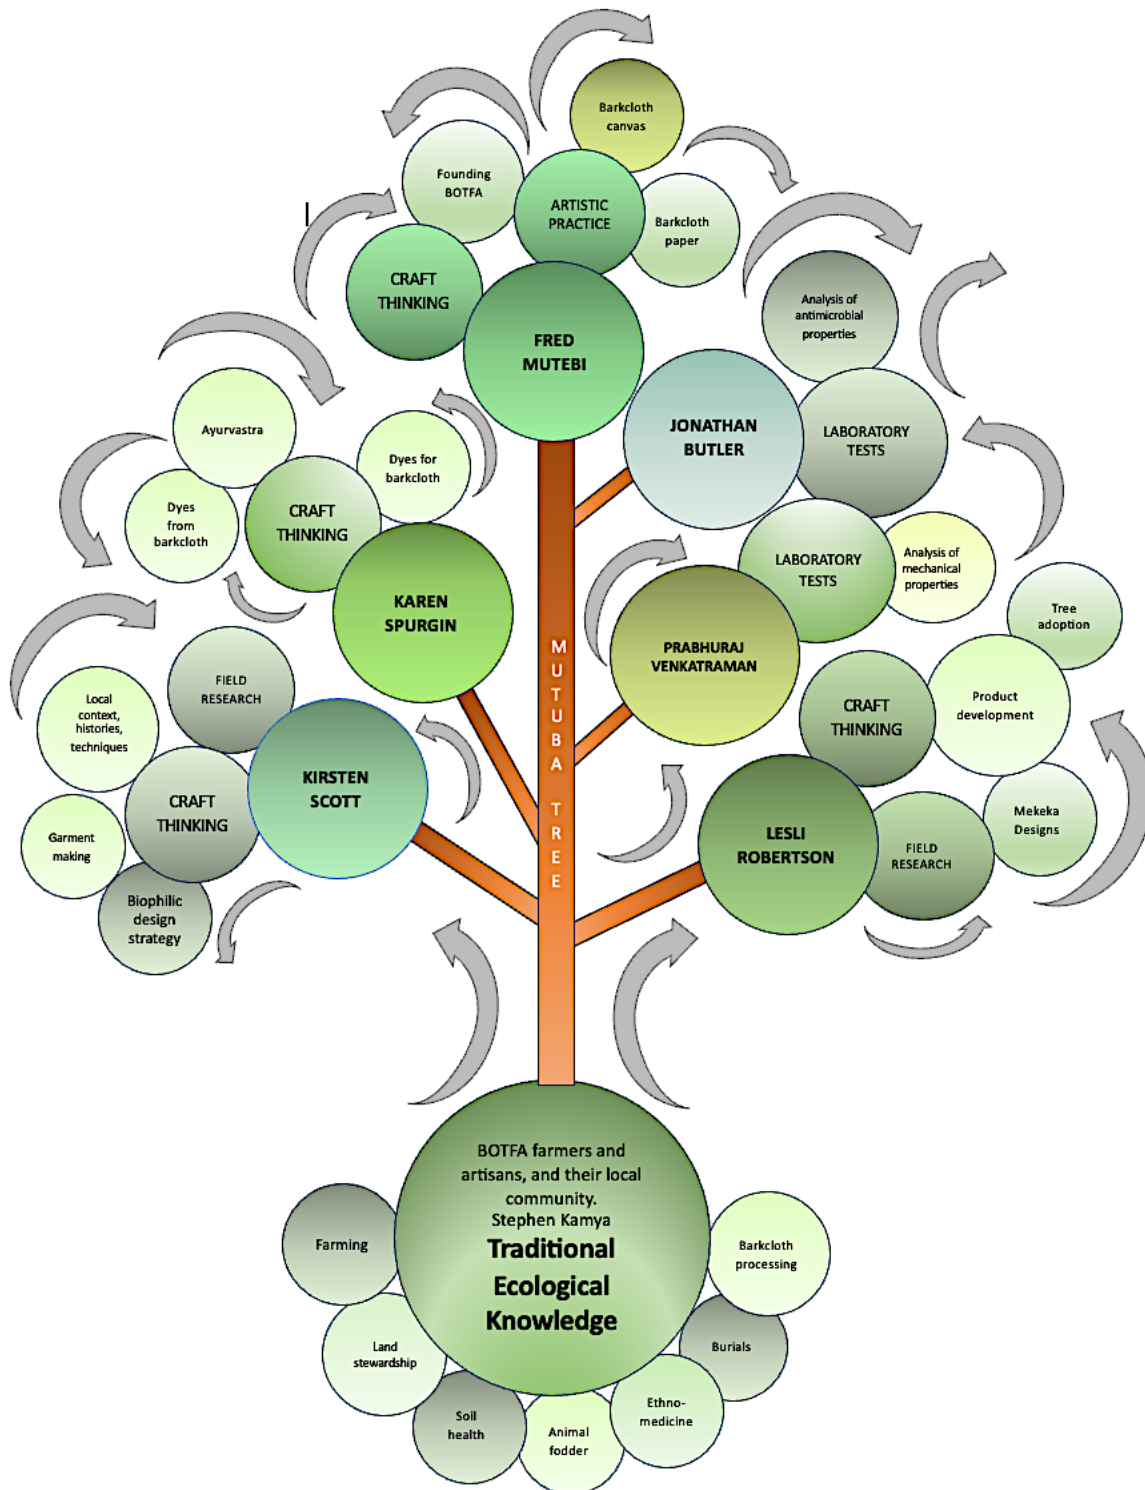 Barkcloth
canvas
Founding
BOTFA
ARTISTIC
PRACTICE
Barkcloth
paper
CRAFT
THINKING
FRED
MUTEBI
Analysis of
antimicrobial
properties
JONATHAN
BUTLER
LABORATORY
TESTS
Ayurvastra
Dyes for
barkcloth
Dyes
from
barkcloth
CRAFT
THINKING
KAREN
SPURGIN
LABORATORY
TESTS
Analysis of
mechanical
properties
PRABHURAJ
VENKATRAMAN
Tree
adoption
Product
development
CRAFT
THINKING
Mekeka
Designs
LESLI
ROBERTSON
FIELD
RESEARCH
FIELD
RESEARCH
Local
context,
histories,
techniques
KIRSTEN
SCOTT
CRAFT
THINKING
Garment
making
Biophilic
design
strategy
MUTUBA TREE
BOTFA farmers and
artisans, and their local
community.
Stephen Kamya
Traditional
Ecological
Knowledge
Farming
Land
stewardship
Soil
health
Animal
fodder
Ethno-
medicine
Burials
Barkcloth
processing